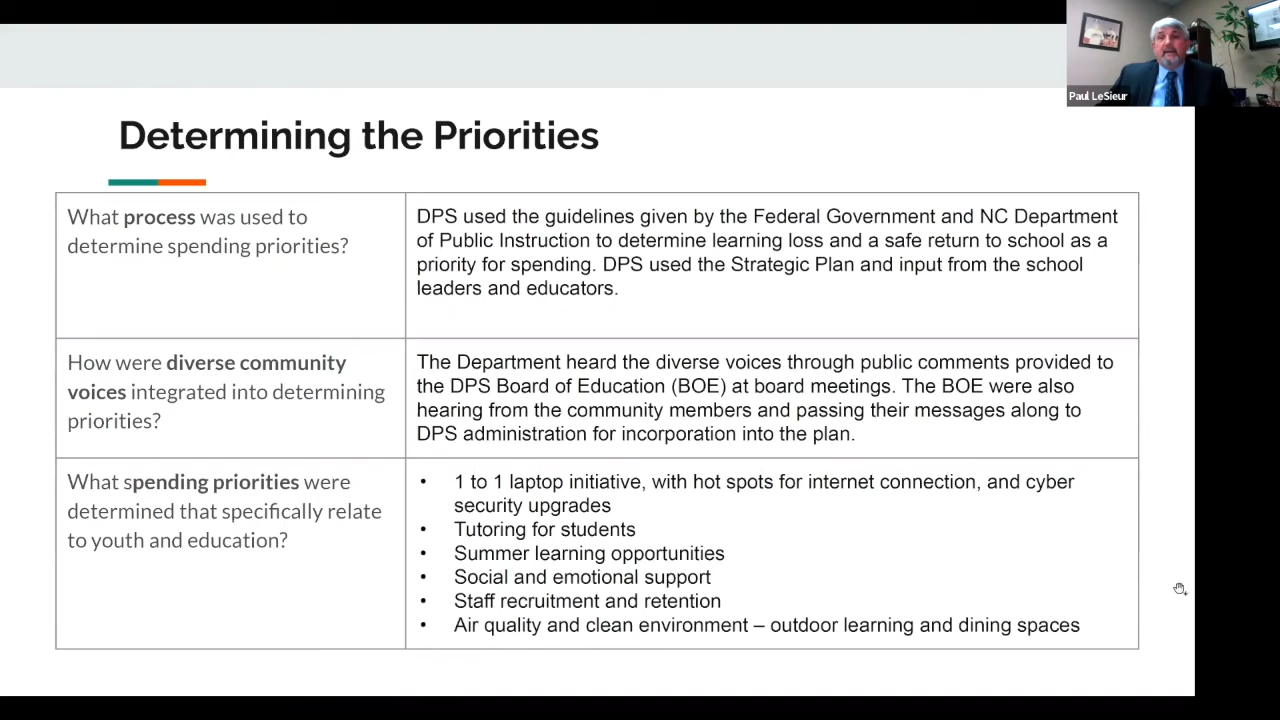 Paul LeSieur
Determining the Priorities
What process was used to
determine spending priorities?
DPS used the guidelines given by the Federal Government and NC Department
of Public Instruction to determine learning loss and a safe return to school as a
priority for spending. DPS used the Strategic Plan and input from the school
leaders and educators.
How were diverse community
voices integrated into determining
priorities?
The Department heard the diverse voices through public comments provided to
the DPS Board of Education (BOE) at board meetings. The BOE were also
hearing from the community members and passing their messages along to
DPS administration for incorporation into the plan.
What spending priorities were
determined that specifically relate
to youth and education?
• 1 to 1 laptop initiative, with hot spots for internet connection, and cyber
security upgrades
• Tutoring for students
• Summer learning opportunities
• Social and emotional support
• Staff recruitment and retention
• Air quality and clean environment – outdoor learning and dining spaces